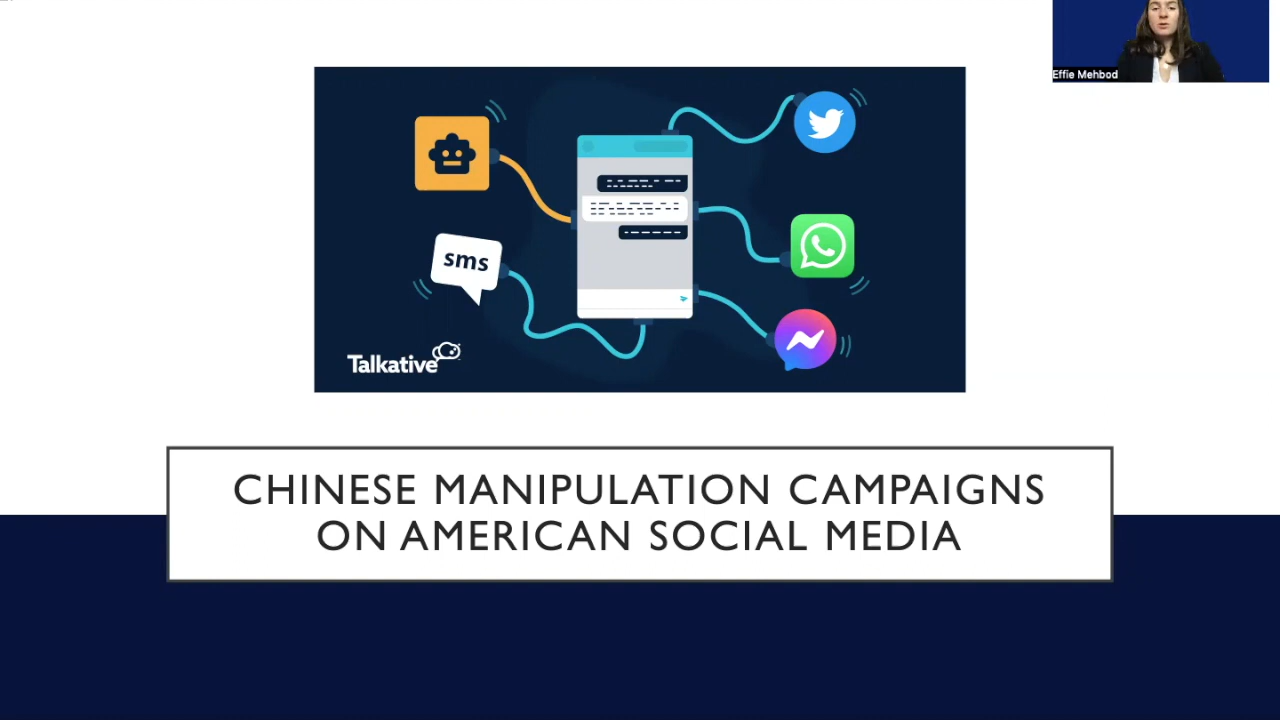 Effie Mehbod
sms
Talkative
CHINESE MANIPULATION CAMPAIGNS
ON AMERICAN SOCIAL MEDIA